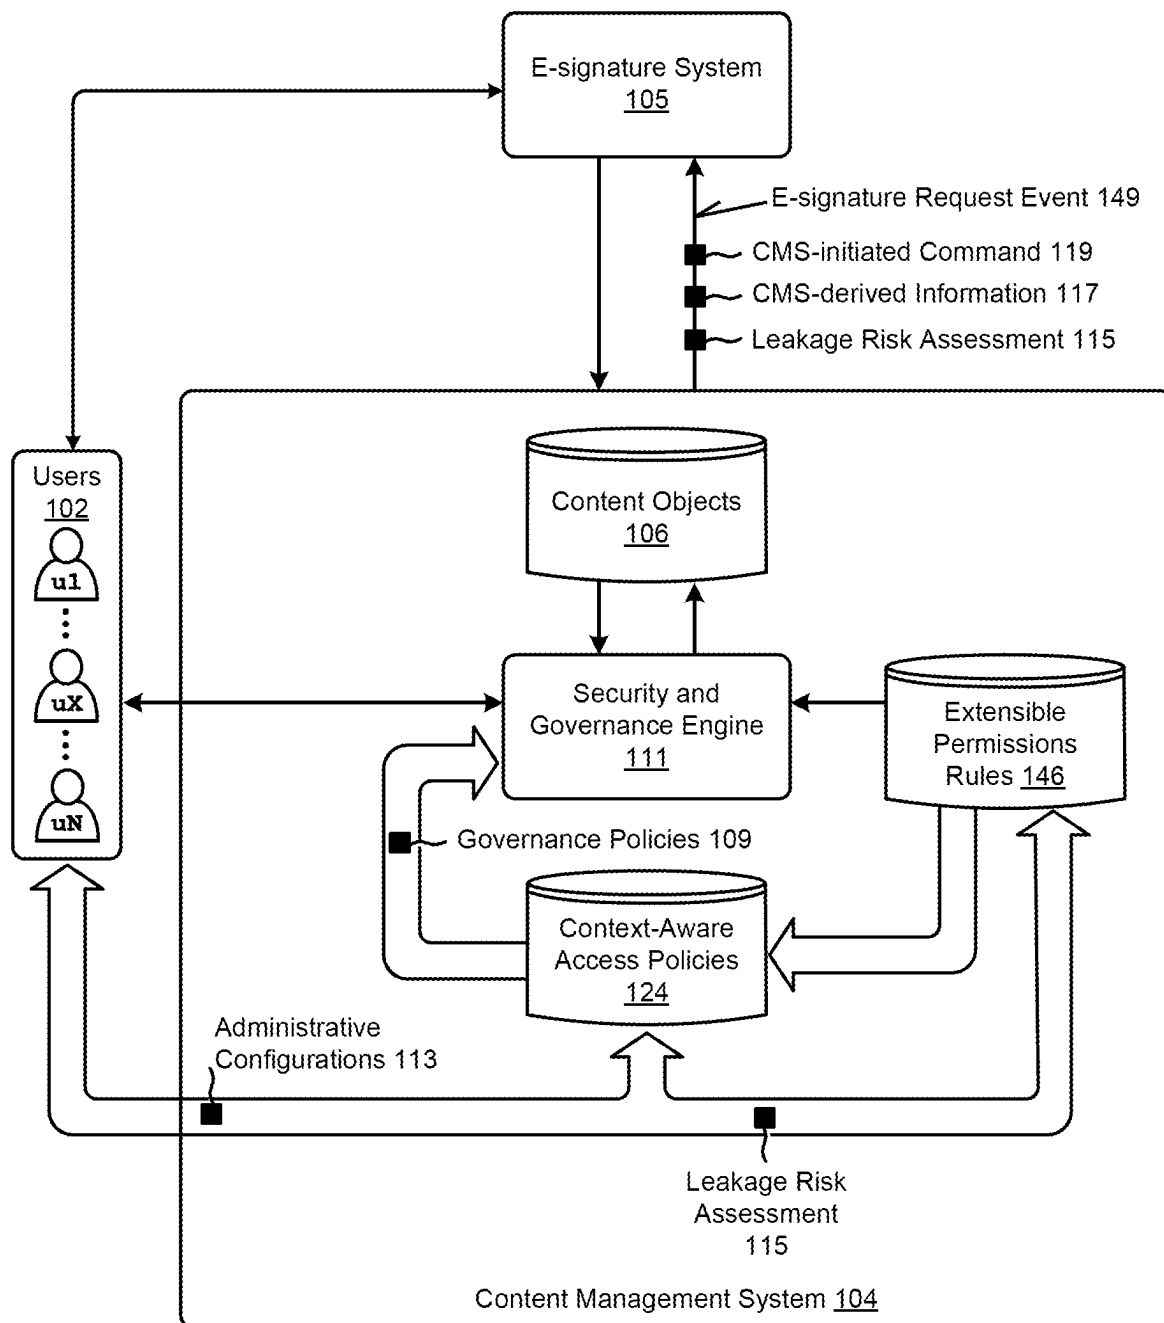 E-signature System
105
E-signature Request Event 149
CMS-initiated Command 119
CMS-derived Information 117
Leakage Risk Assessment 115
Users
102
u1
uX
uN
Content Objects
106
Security and
Governance Engine
111
Extensible
Permissions
Rules 146
Governance Policies 109
Context-Aware
Access Policies
124
Administrative
Configurations 113
Leakage Risk
Assessment
115
Content Management System 104